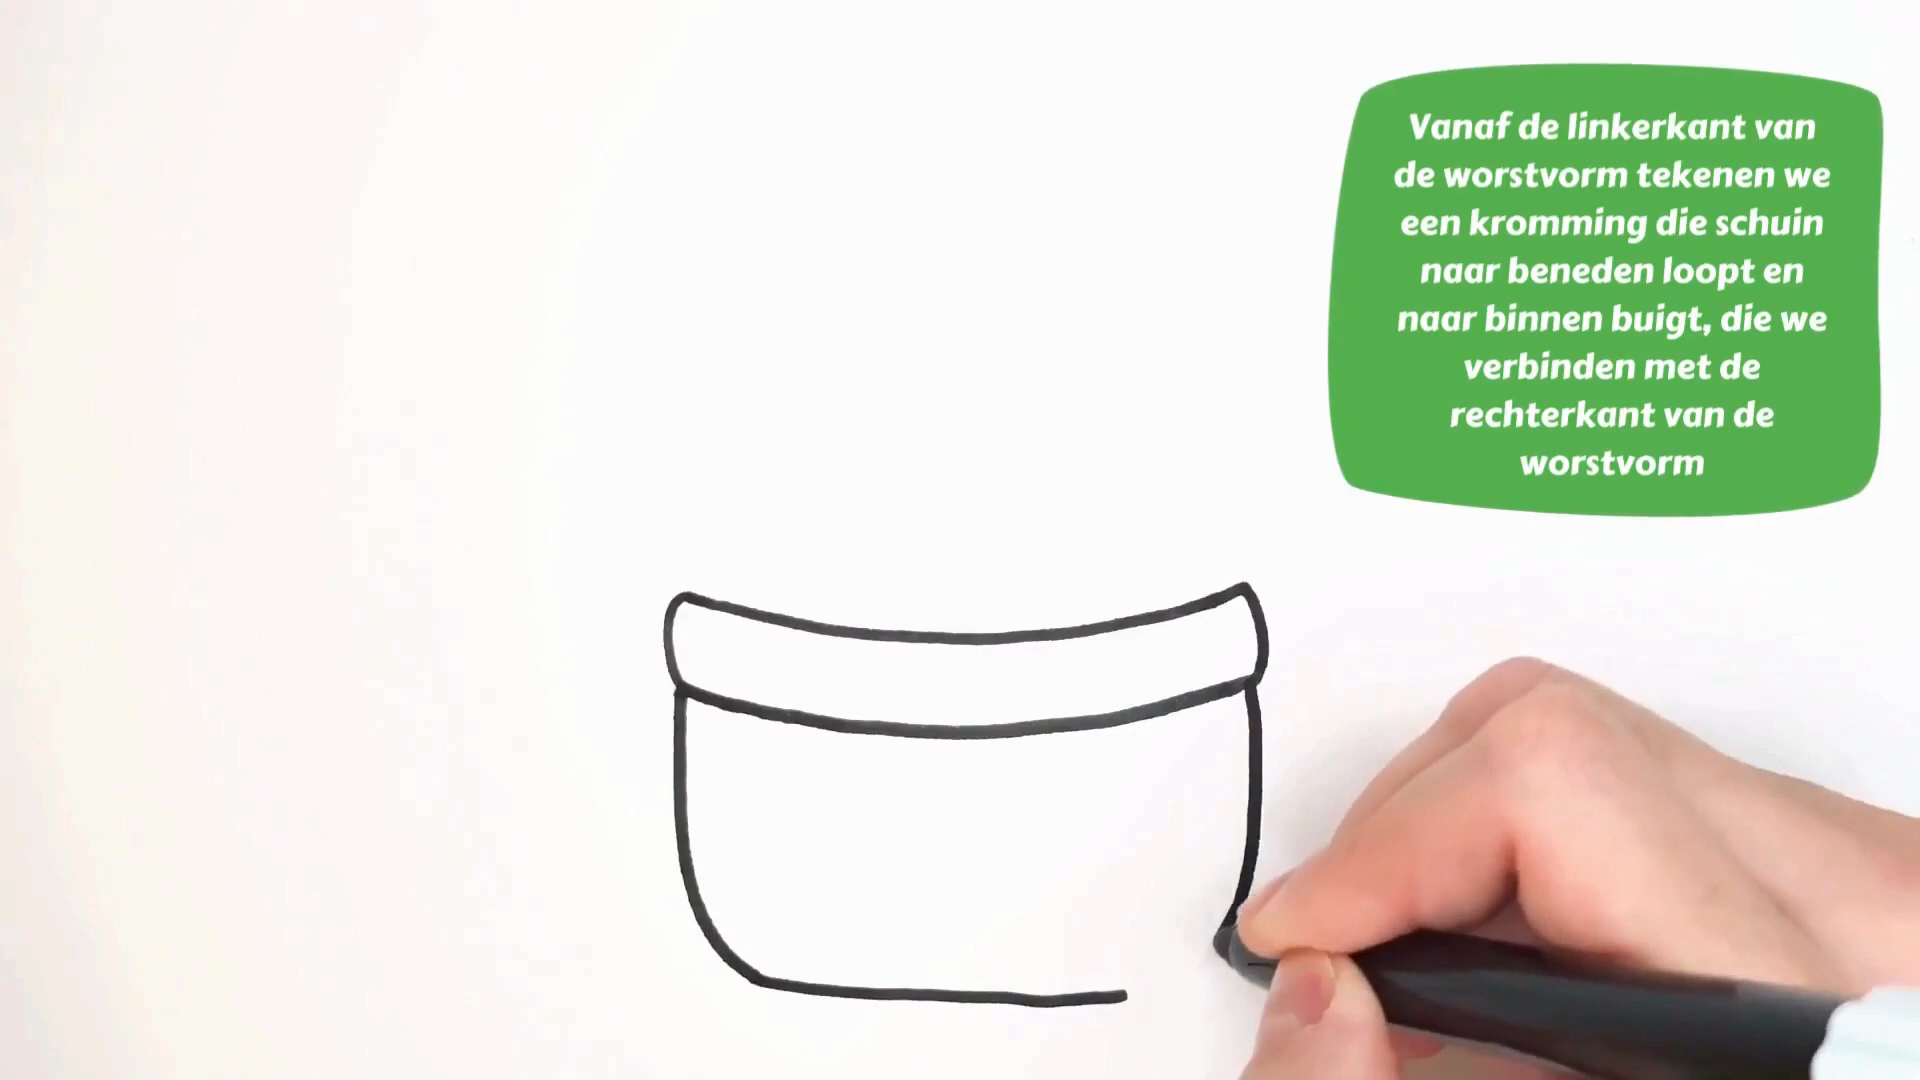 Vanaf de linkerkant van
de worstvorm tekenen we
een kromming die schuin
naar beneden loopt en
naar binnen buigt, die we
verbinden met de
rechterkant van de
worstvorm